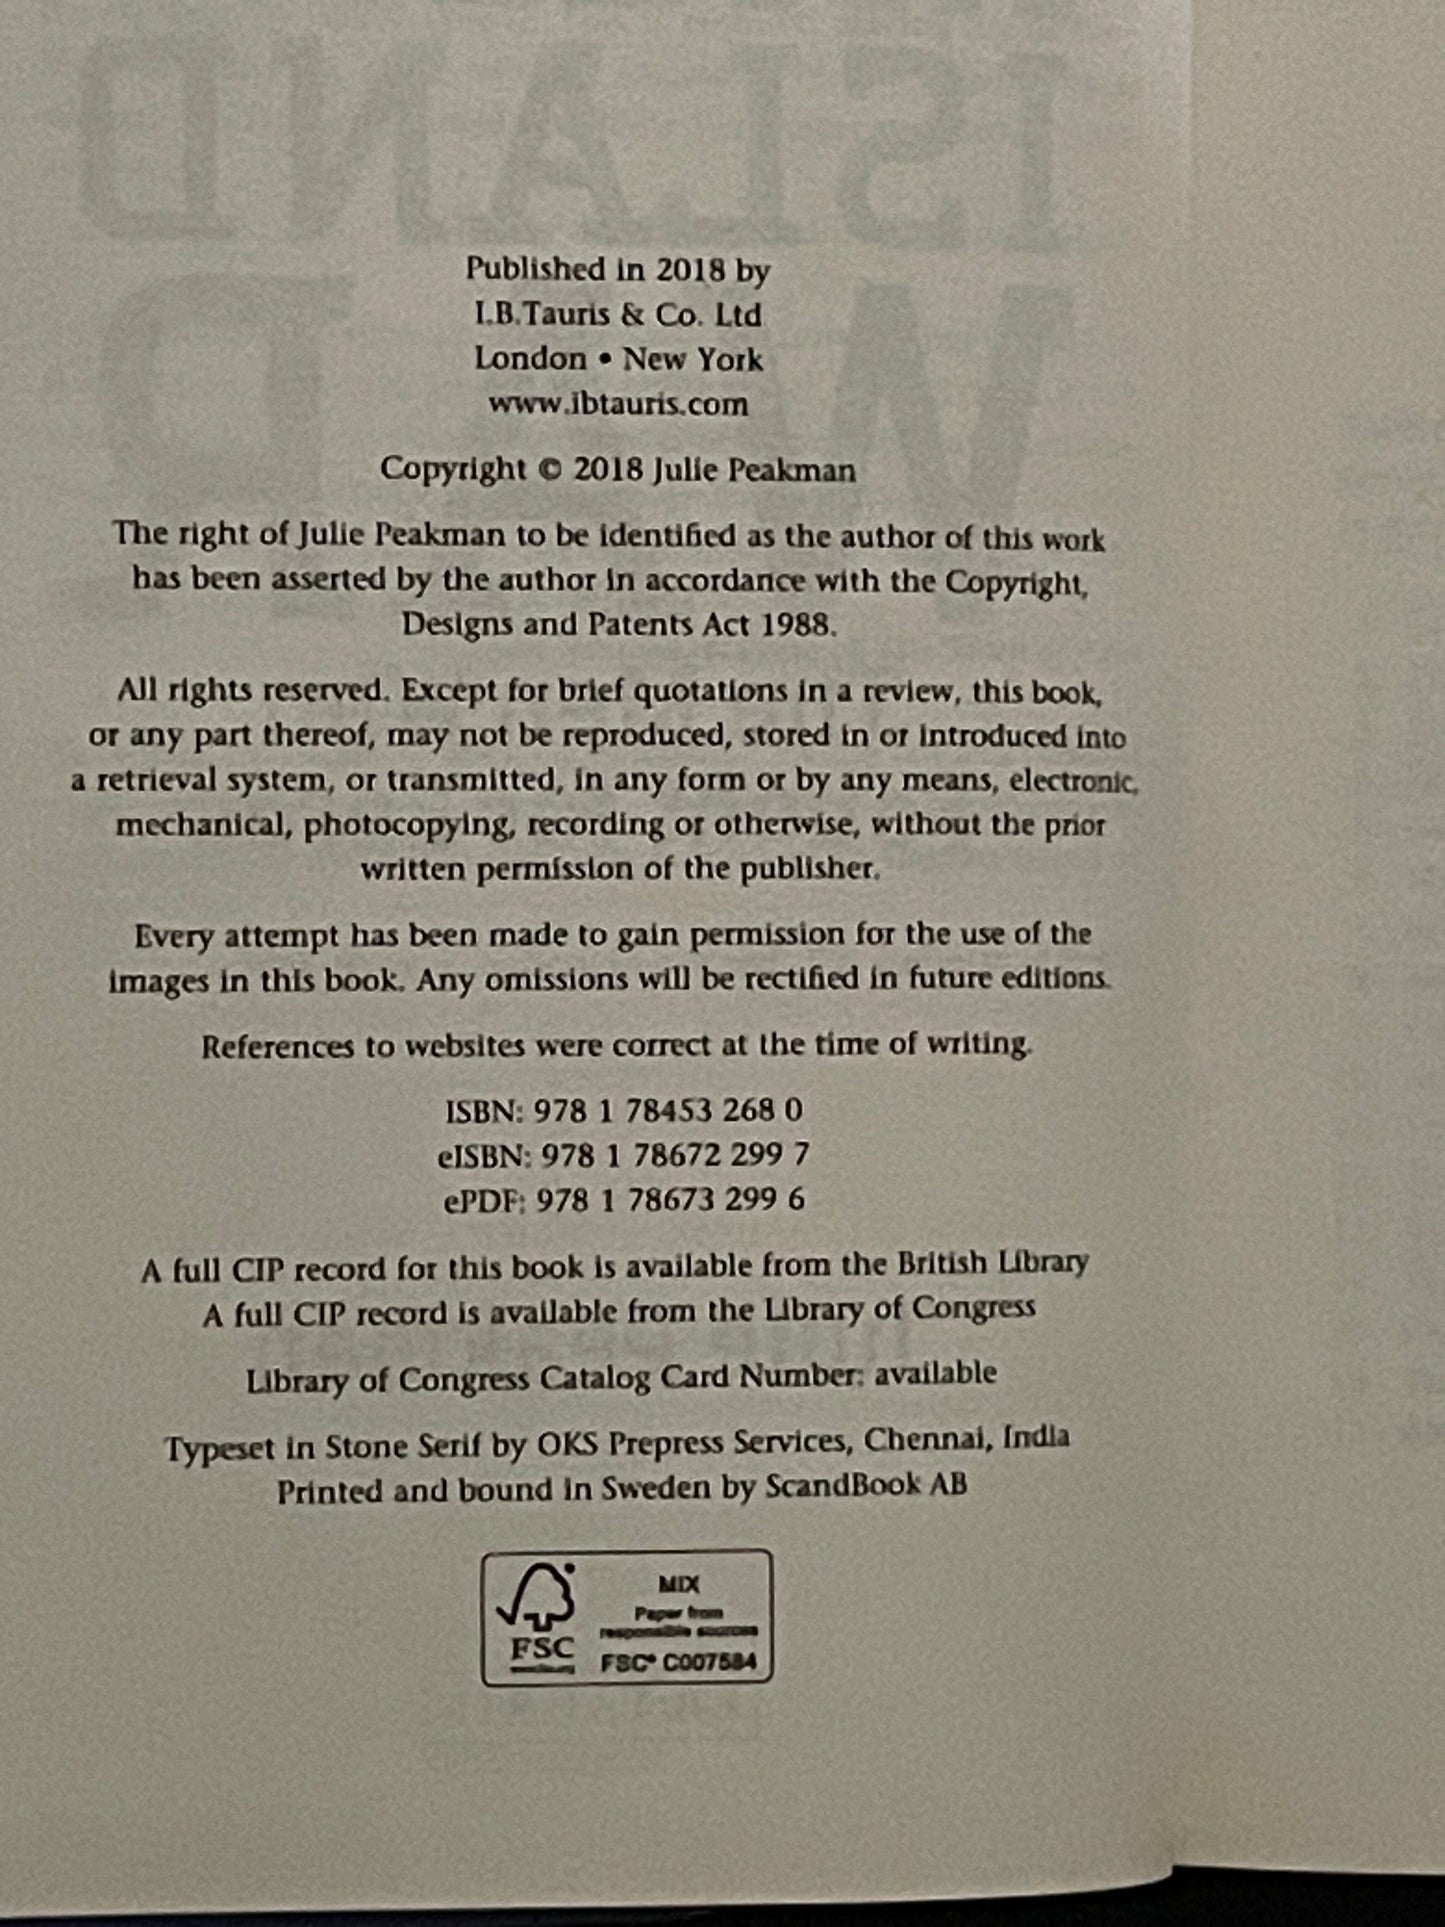 Published in 2018 by
I.B.Tauris & Co. Ltd
London • New York
www.ibtauris.com
Copyright © 2018 Julie Peakman
The right of Julie Peakman to be identified as the author of this work
has been asserted by the author in accordance with the Copyright,
Designs and Patents Act 1988.
All rights reserved. Except for brief quotations in a review, this book,
or any part thereof, may not be reproduced, stored in or introduced into
a retrieval system, or transmitted, in any form or by any means, electronic,
mechanical, photocopying, recording or otherwise, without the prior
written permission of the publisher.
Every attempt has been made to gain permission for the use of the
images in this book. Any omissions will be rectified in future editions.
References to websites were correct at the time of writing.
ISBN: 978 1 78453 268 0
eISBN: 978 1 78672 299 7
ePDF: 978 1 78673 299 6
A full CIP record for this book is available from the British Library
A full CIP record is available from the Library of Congress
Library of Congress Catalog Card Number: available
Typeset in Stone Serif by OKS Prepress Services, Chennai, India
Printed and bound in Sweden by ScandBook AB
MIX
Paper from
responsible sources
FSC
FSC® C007584